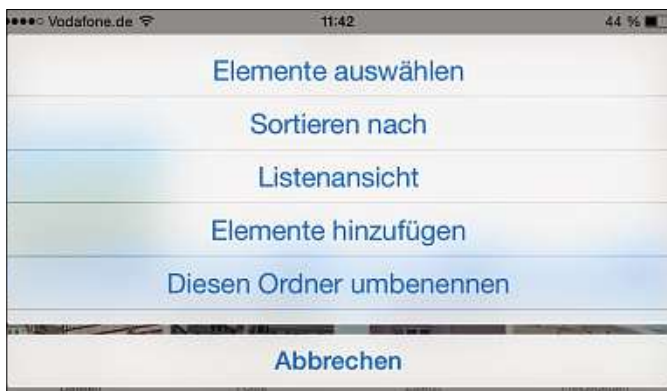 Vodafone.de 11:42 44 %
Elemente auswählen
Sortieren nach
Listenansicht
Elemente hinzufügen
Diesen Ordner umbenennen
Abbrechen